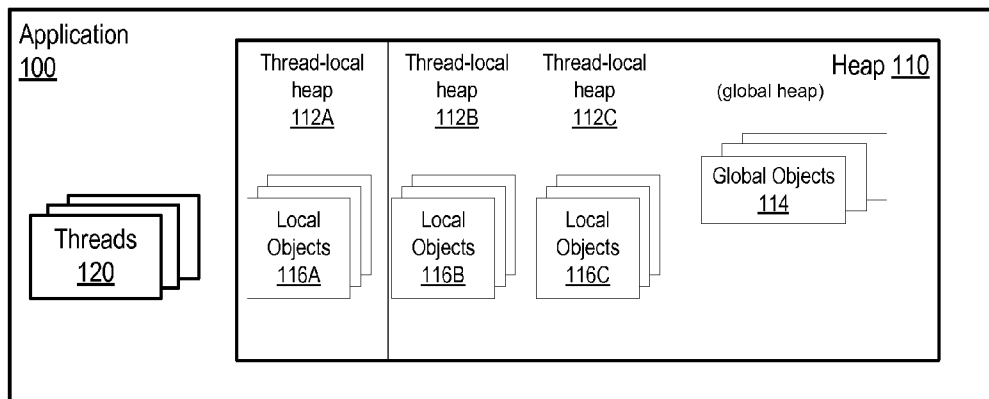 Application
100
Thread-local
heap
112A
Thread-local
heap
112B
Thread-local
heap
112C
Heap 110
(global heap)
Threads
120
Local
Objects
116A
Local
Objects
116B
Local
Objects
116C
Global Objects
114